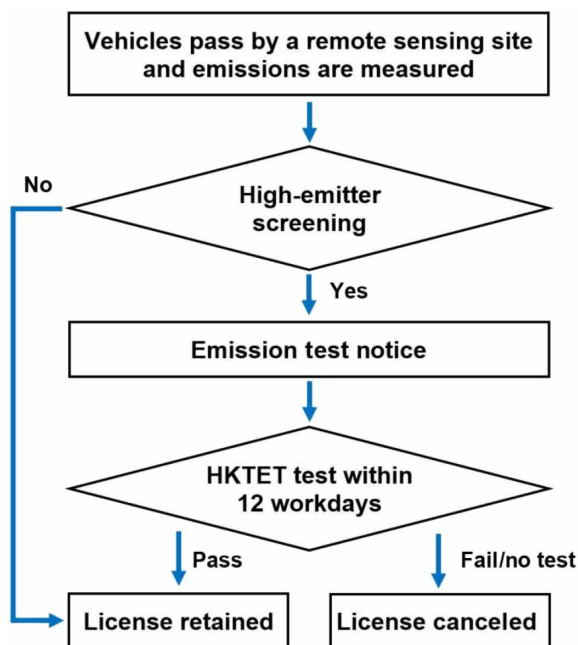 Vehicles pass by a remote sensing site
and emissions are measured
No
High-emitter
screening
Yes
Emission test notice
HKTET test within
12 workdays
Pass
Fail/no test
License retained
License canceled